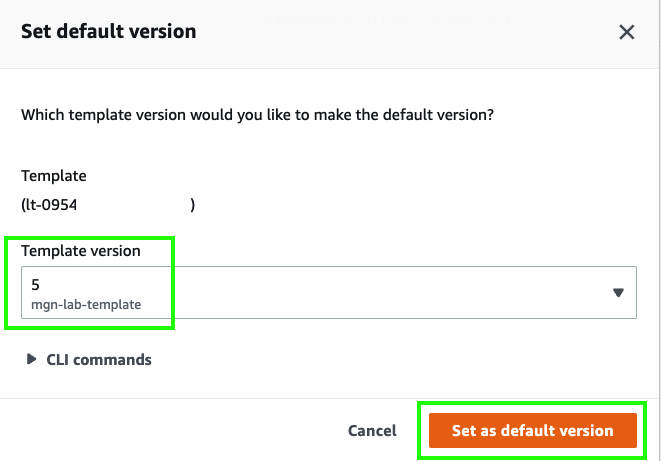 Set default version
Which template version would you like to make the default version?
Template
(lt-0954 )
Template version
5
mgn-lab-template
CLI commands
Cancel Set as default version